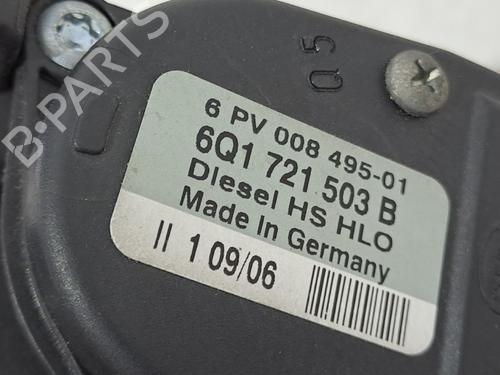 B-PARTS
Q5
6 PV 008 495-01
6Q1 721 503 B
Diesel HS HLO
Made in Germany
II 1 09/06